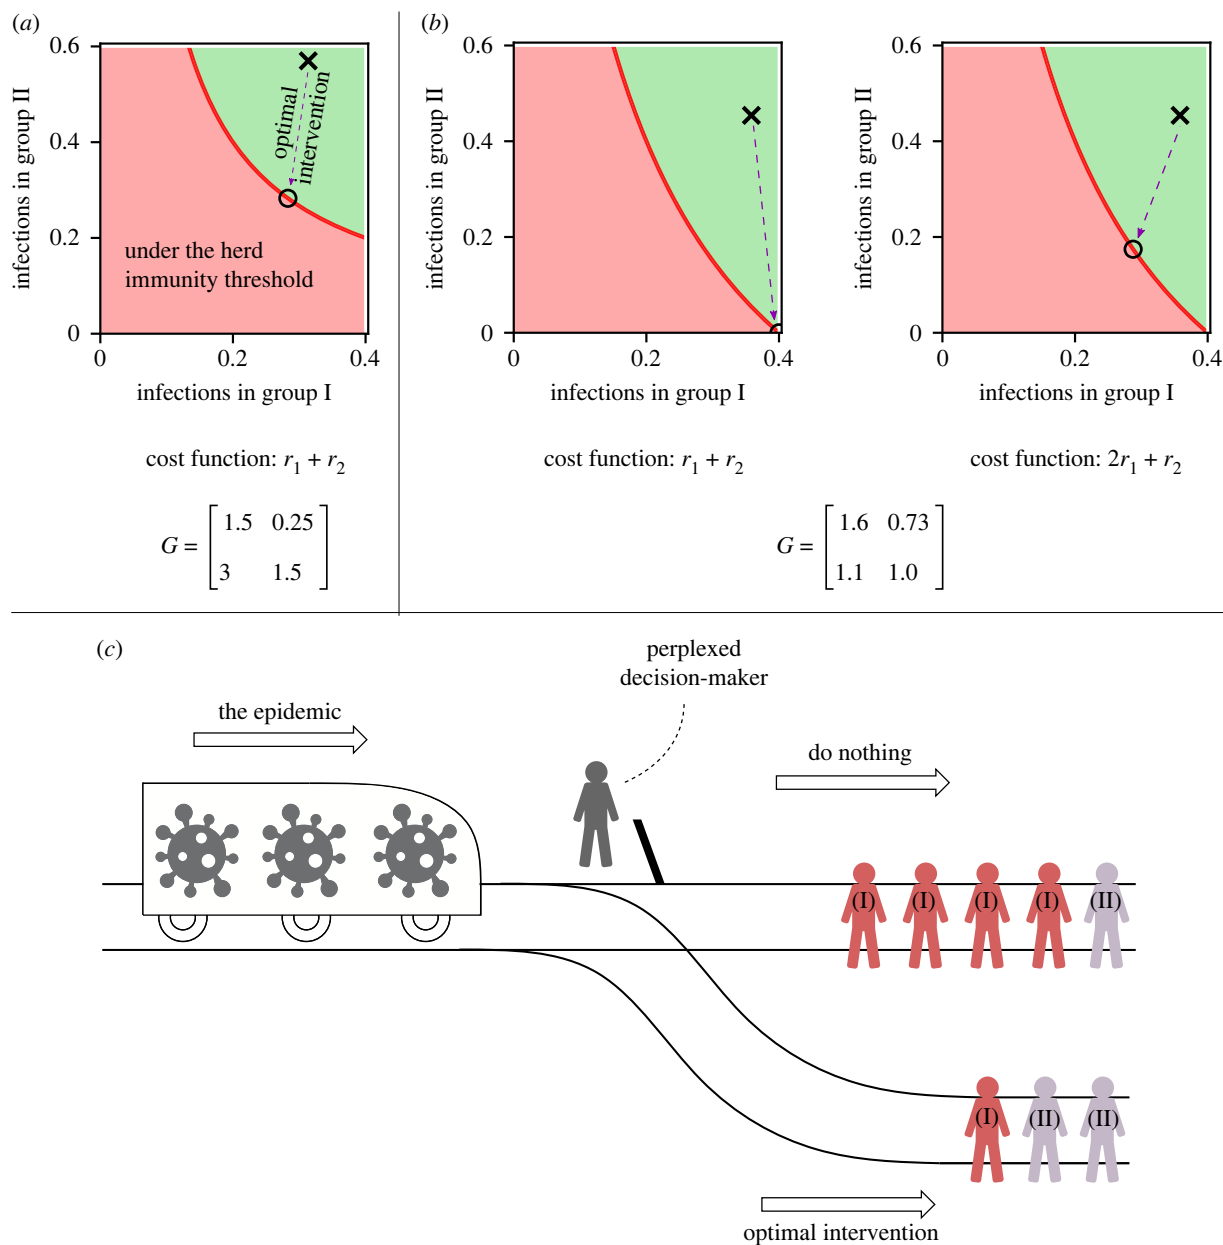 (a)
0.6
0.4
0.2
0
0
0.2
0.4
infections in group II
optimal
intervention
under the herd
immunity threshold
infections in group I
cost function: r1 + r2
G = [1.5 0.25
3 1.5]
(b)
0.6
0.4
0.2
0
0
0.2
0.4
infections in group II
infections in group I
cost function: r1 + r2
0.6
0.4
0.2
0
0
0.2
0.4
infections in group II
infections in group I
cost function: 2r1 + r2
G = [1.6 0.73
1.1 1.0]
(c)
perplexed
decision-maker
the epidemic
do nothing
(I) (I) (I) (I) (II)
(I) (II) (II)
optimal intervention